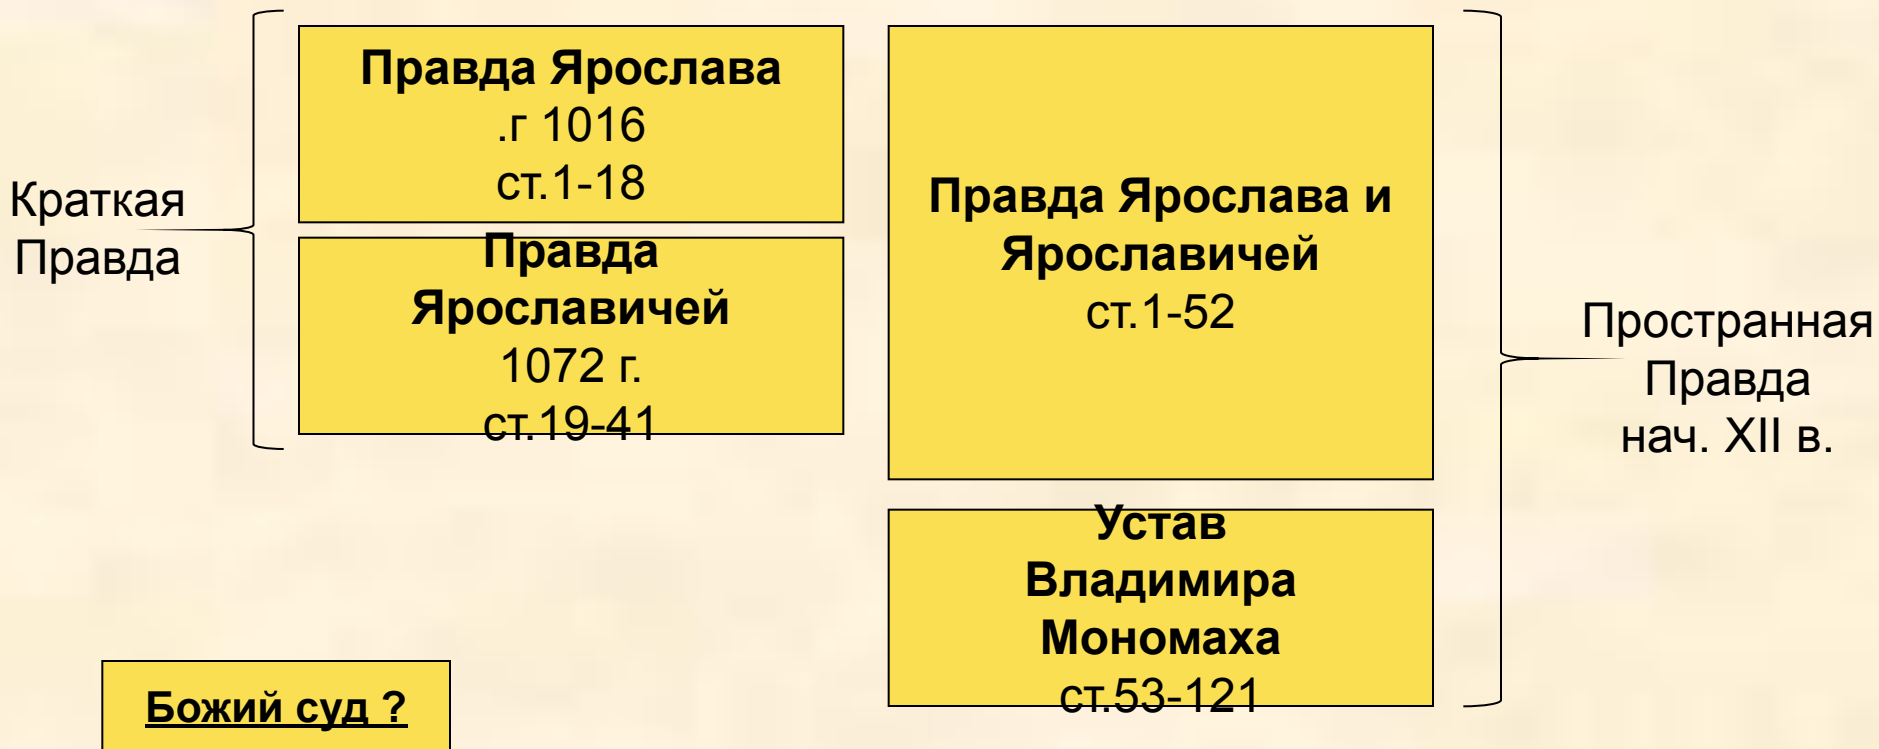 Краткая
Правда
Правда Ярослава
.г 1016
ст.1-18
Правда
Ярославичей
1072 г.
ст.19-41
Правда Ярослава и
Ярославичей
ст.1-52
Устав
Владимира
Мономаха
ст.53-121
Пространная
Правда
нач. XII в.
Божий суд ?